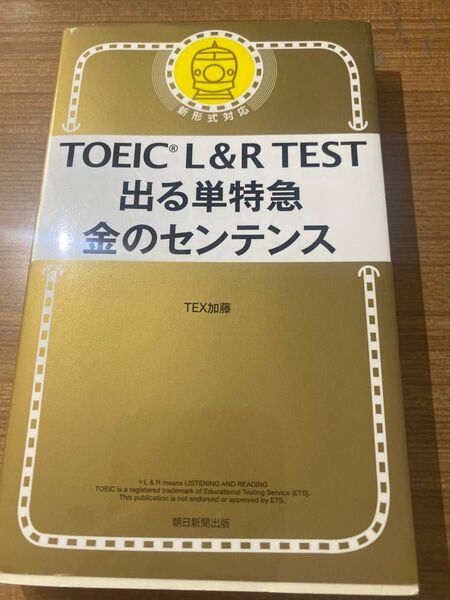 新形式対応
TOEIC® L&R TEST
出る単特急
金のセンテンス
TEX加藤
※L & R means LISTENING AND READING
TOEIC is a registered trademark of Educational Testing Service (ETS).
This publication is not endorsed or approved by ETS.
朝日新聞出版